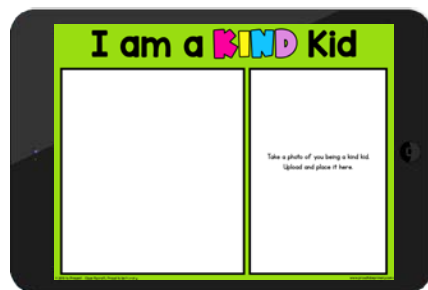 I am a KIND Kid
Take a photo of you being a kind kid.
Upload and place it here.